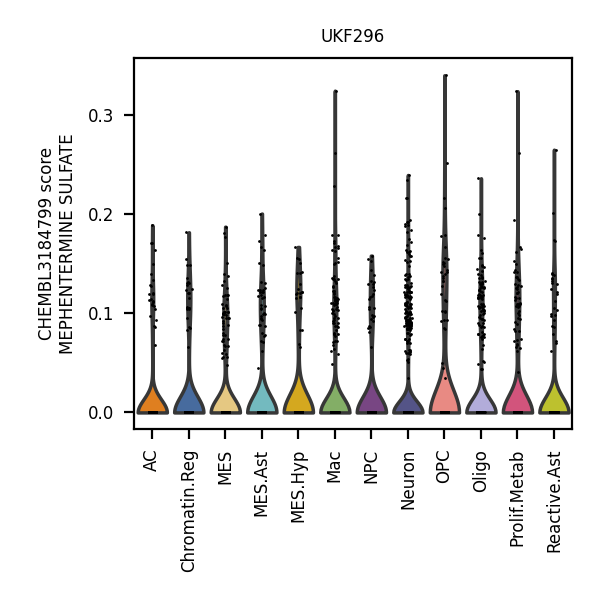 UKF296
CHEMBL3184799 score
MEPHENTERMINE SULFATE
0.3
0.2
0.1
0.0
AC
Chromatin.Reg
MES
MES.Ast
MES.Hyp
Mac
NPC
Neuron
OPC
Oligo
Prolif.Metab
Reactive.Ast